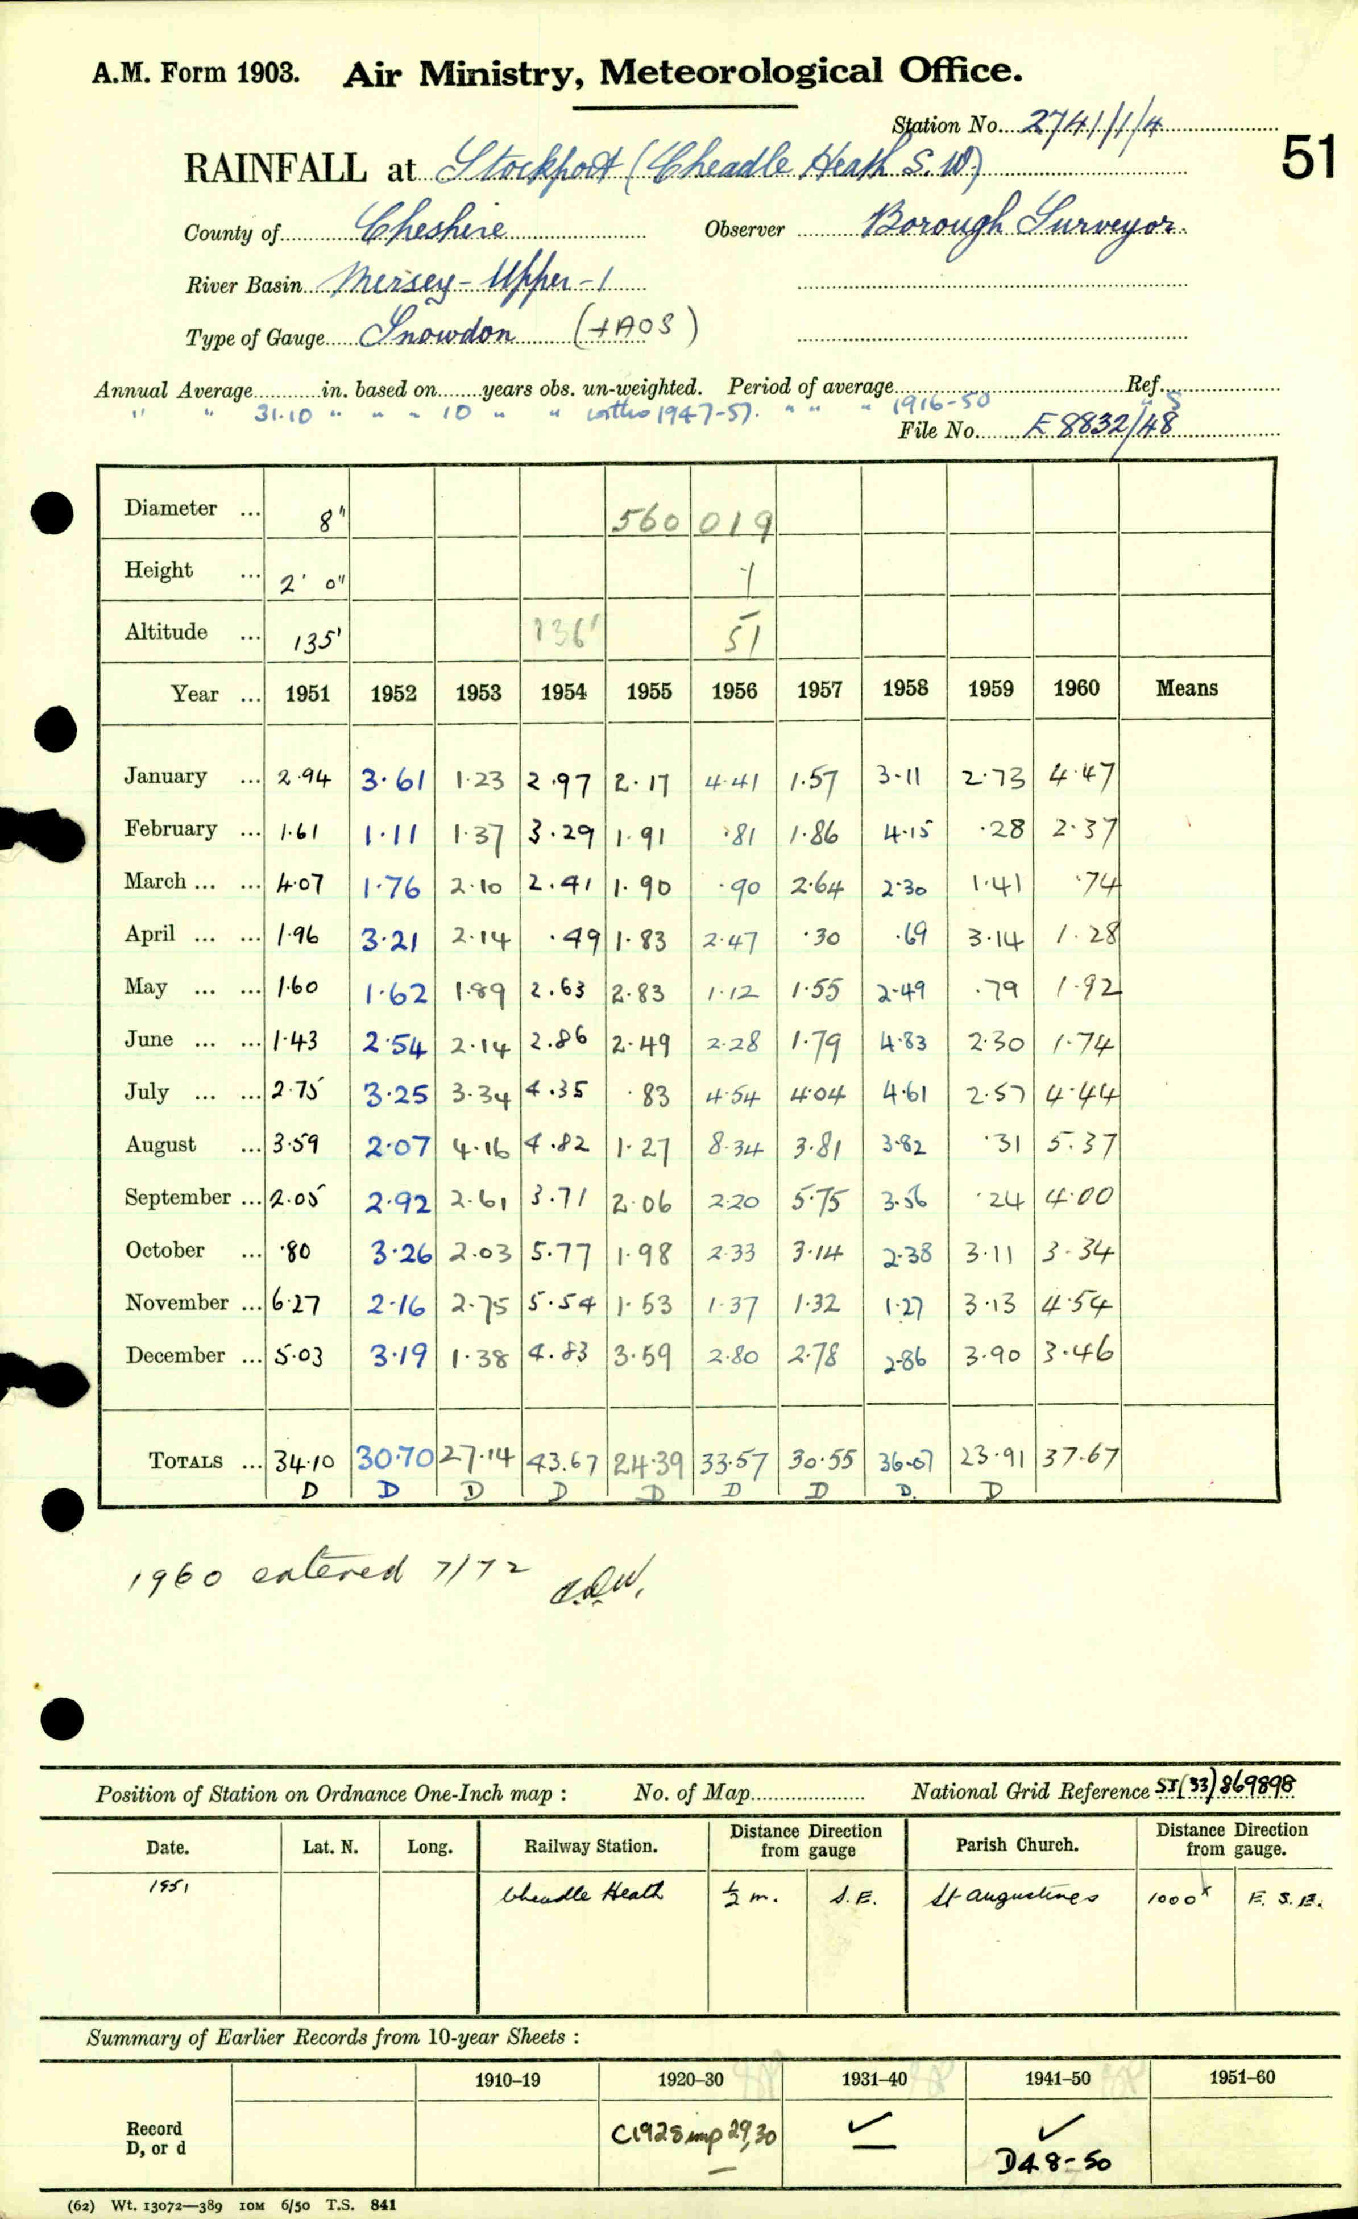 A.M. Form 1903. Air Ministry, Meteorological Office.
Station No. 2741/1/4
51
RAINFALL at Stockport (Cheadle Heath S.W.)
County of Cheshire Observer Borough Surveyor.
River Basin Mersey - Upper - 1
Type of Gauge Snowdon (+AOS)
Annual Average in. based on years obs. un-weighted. Period of average Ref.
" " 31.10 " " " 10 " " 1947-57. " " " 1916-50 " S
File No. E 8832/48
Diameter ... 8" 560 019
Height ... 2' 0" 1
Altitude ... 135' 136' 51
Year ... 1951 1952 1953 1954 1955 1956 1957 1958 1959 1960 Means
January ... 2.94 3.61 1.23 2.97 2.17 4.41 1.57 3.11 2.73 4.47
February ... 1.61 1.11 1.37 3.29 1.91 .81 1.86 4.15 .28 2.37
March ... ... 4.07 1.76 2.10 2.41 1.90 .90 2.64 2.30 1.41 .74
April ... ... 1.96 3.21 2.14 .49 1.83 2.47 .30 .69 3.14 1.28
May ... ... 1.60 1.62 1.89 2.63 2.83 1.12 1.55 2.49 .79 1.92
June ... ... 1.43 2.54 2.14 2.86 2.49 2.28 1.79 4.83 2.30 1.74
July ... ... 2.75 3.25 3.34 4.35 .83 4.54 4.04 4.61 2.57 4.44
August ... 3.59 2.07 4.16 4.82 1.27 8.34 3.81 3.82 .31 5.37
September ... 2.05 2.92 2.61 3.71 2.06 2.20 5.75 3.56 .24 4.00
October ... .80 3.26 2.03 5.77 1.98 2.33 3.14 2.38 3.11 3.34
November ... 6.27 2.16 2.75 5.54 1.53 1.37 1.32 1.27 3.13 4.54
December ... 5.03 3.19 1.38 4.83 3.59 2.80 2.78 2.86 3.90 3.46
TOTALS ... 34.10 30.70 27.14 43.67 24.39 33.57 30.55 36.07 23.91 37.67
D D D D D D D D. D
1960 entered 7/72
Position of Station on Ordnance One-Inch map : No. of Map National Grid Reference SJ(33)869898
Date. Lat. N. Long. Railway Station. Distance from Direction gauge Parish Church. Distance from Direction gauge.
1951 Cheadle Heath ½ m. S.E. St Augustines 1000ˣ E. S. E.
Summary of Earlier Records from 10-year Sheets :
1910–19 1920–30 1931–40 1941–50 1951–60
Record D, or d C1928 imp 29,30 ✓ ✓
D48-50
(62) Wt. 13072—389 10M 6/50 T.S. 841